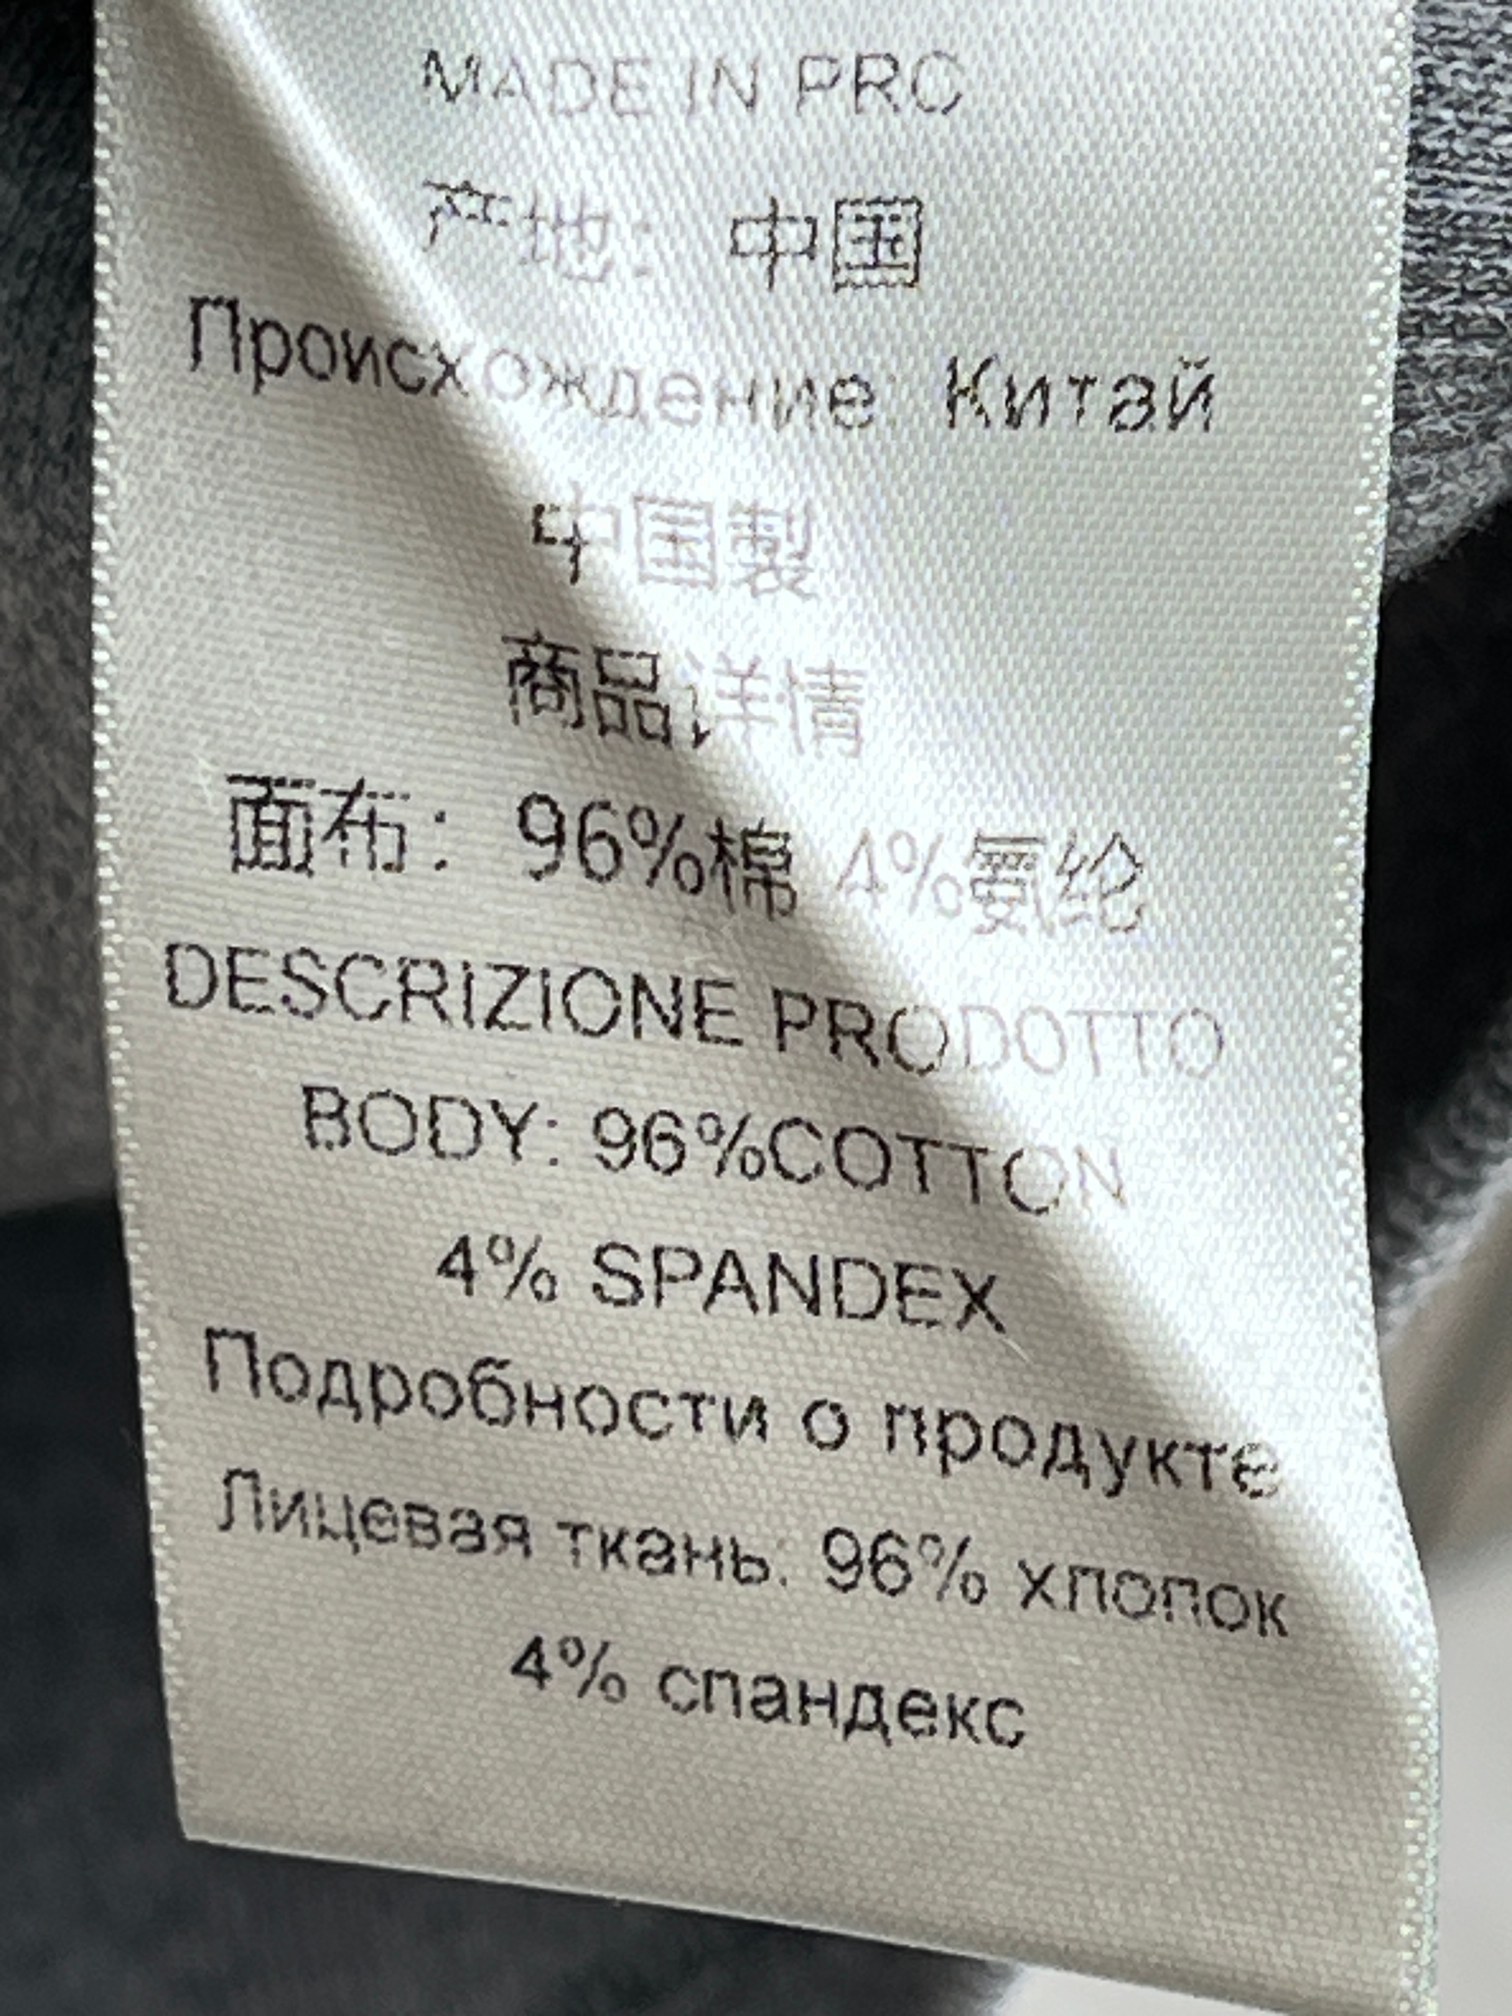 MADE IN PRC
产地： 中国
Происхождение: Китай
中国製
商品详情
面布： 96%棉 4%氨纶
DESCRIZIONE PRODOTTO
BODY: 96%COTTON
4% SPANDEX
Подробности о продукте
Лицевая ткань: 96% хлопок
4% спандекс